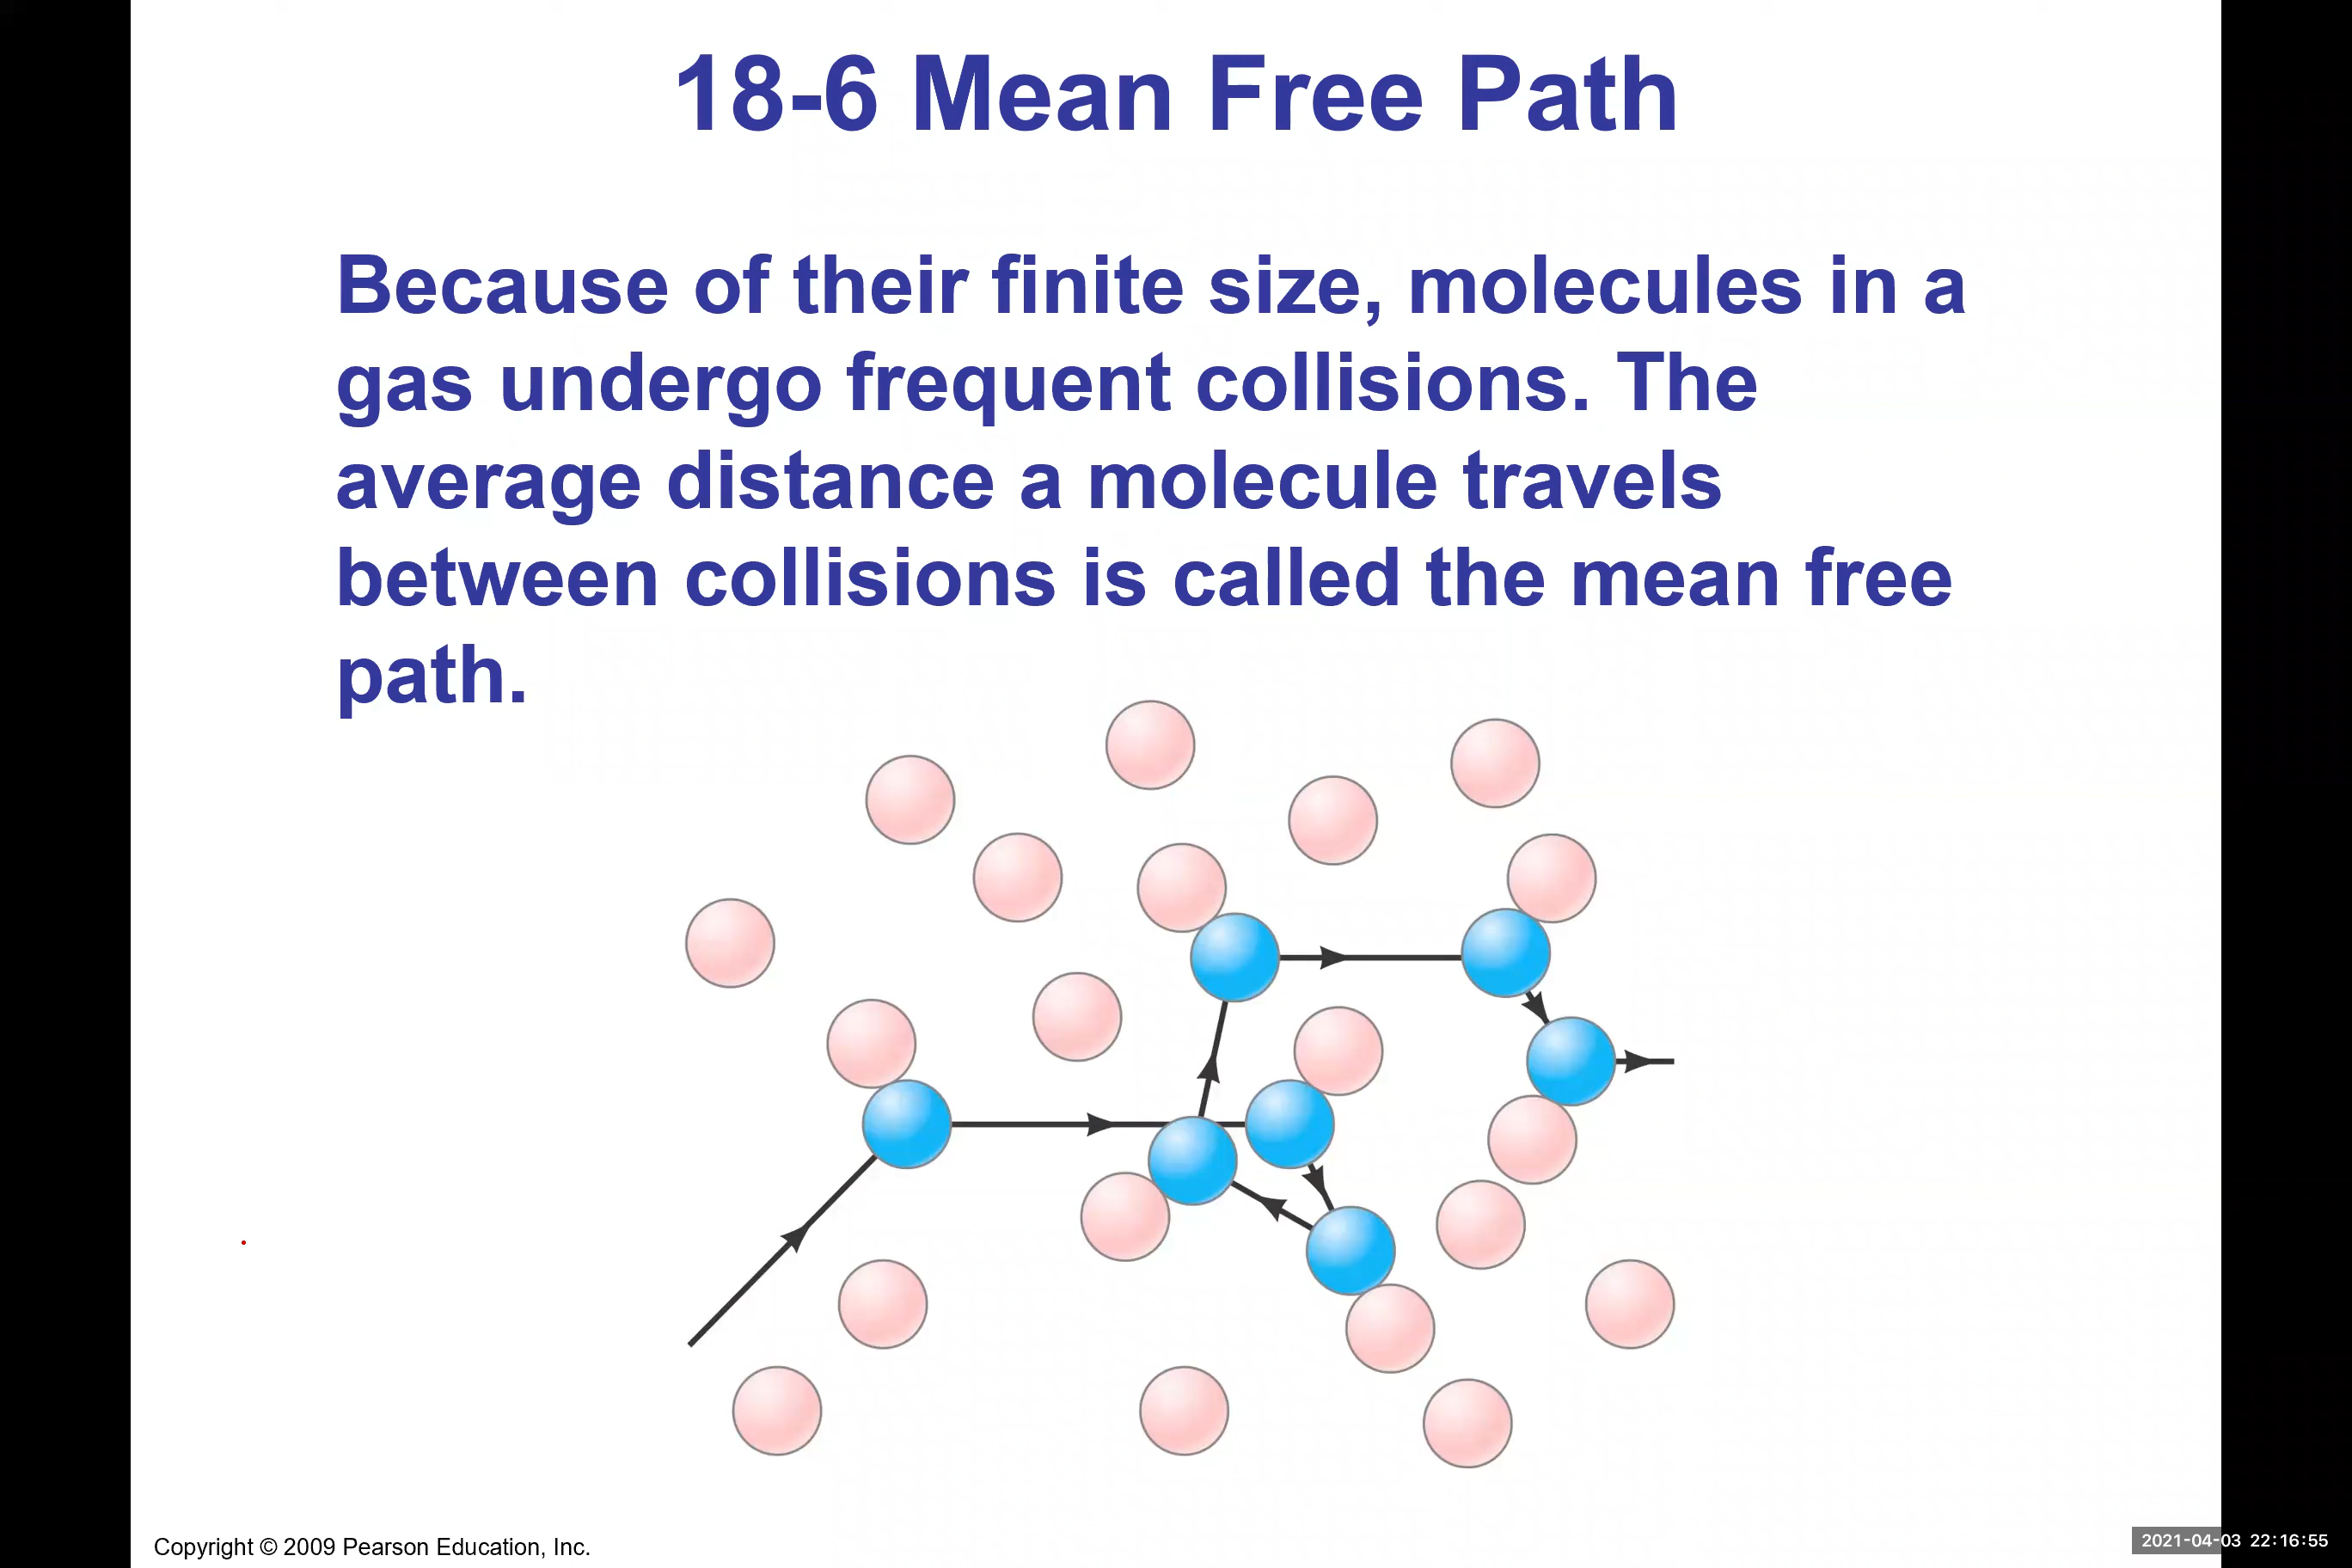 18-6 Mean Free Path
Because of their finite size, molecules in a
gas undergo frequent collisions. The
average distance a molecule travels
between collisions is called the mean free
path.
Copyright © 2009 Pearson Education, Inc.
2021-04-03 22:16:55